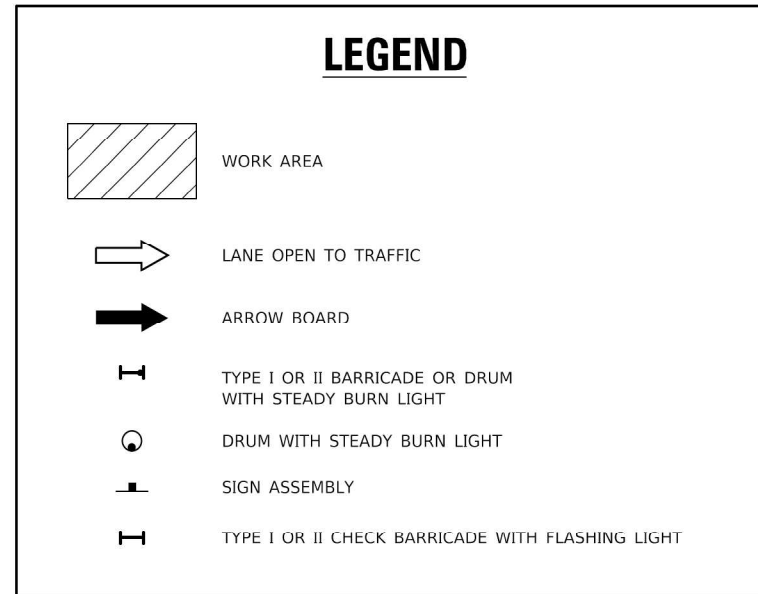 LEGEND
WORK AREA
LANE OPEN TO TRAFFIC
ARROW BOARD
TYPE I OR II BARRICADE OR DRUM
WITH STEADY BURN LIGHT
DRUM WITH STEADY BURN LIGHT
SIGN ASSEMBLY
TYPE I OR II CHECK BARRICADE WITH FLASHING LIGHT